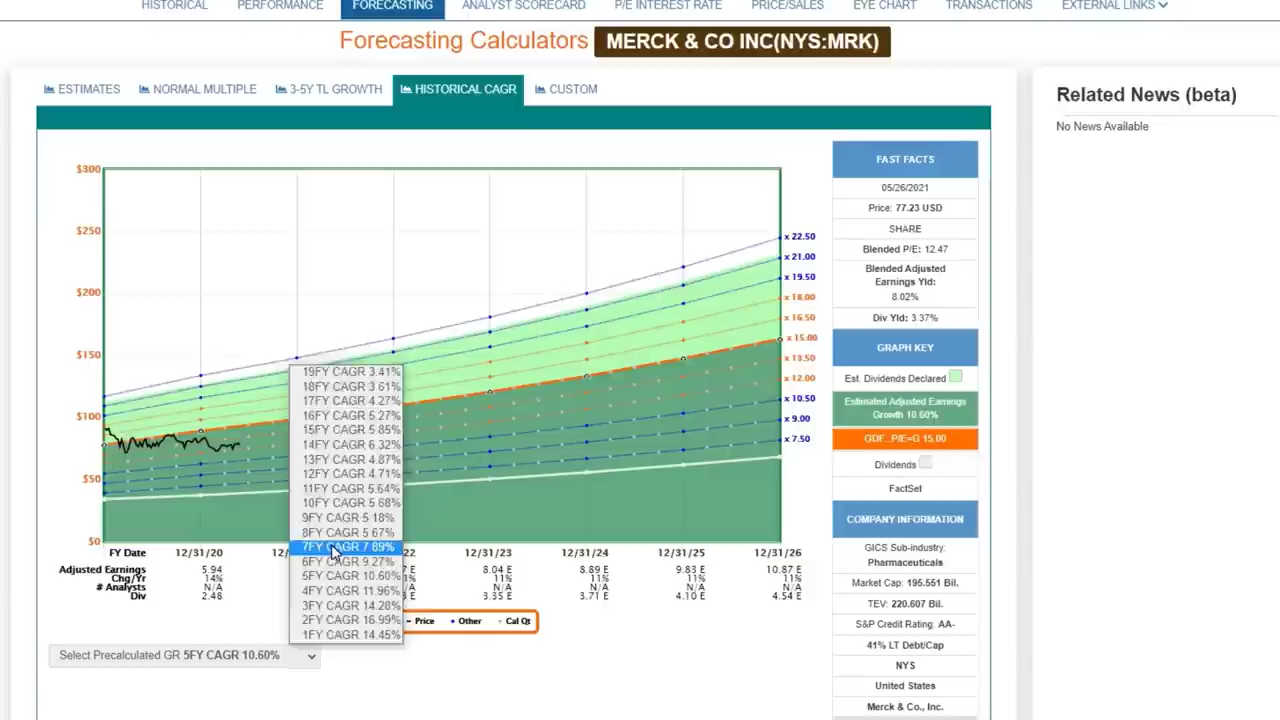 HISTORICAL PERFORMANCE FORECASTING ANALYST SCORECARD P/E INTEREST RATE PRICE/SALES EYE CHART TRANSACTIONS EXTERNAL LINKS
Forecasting Calculators MERCK & CO INC(NYS:MRK)
ESTIMATES NORMAL MULTIPLE 3-5Y TL GROWTH HISTORICAL CAGR CUSTOM
$300
$250
$200
$150
$100
$50
$0
x 22.50
x 21.00
x 19.50
x 18.00
x 16.50
x 15.00
x 13.50
x 12.00
x 10.50
x 9.00
x 7.50
19FY CAGR 3.41%
18FY CAGR 3.61%
17FY CAGR 4.27%
16FY CAGR 5.27%
15FY CAGR 5.85%
14FY CAGR 6.32%
13FY CAGR 4.87%
12FY CAGR 4.71%
11FY CAGR 5.64%
10FY CAGR 5.68%
9FY CAGR 5.18%
8FY CAGR 5.67%
7FY CAGR 7.89%
6FY CAGR 9.27%
5FY CAGR 10.60%
4FY CAGR 11.96%
3FY CAGR 14.28%
2FY CAGR 16.99%
1FY CAGR 14.45%
FY Date 12/31/20 12/ 22 12/31/23 12/31/24 12/31/25 12/31/26
Adjusted Earnings 5.94 7 E 8.04 E 8.89 E 9.83 E 10.87 E
Chg/Yr 14% 11% 11% 11% 11%
# Analysts N/A N/A N/A N/A N/A
Div 2.48 E 3.35 E 3.71 E 4.10 E 4.54 E
Price Other Cal Qt
Select Precalculated GR 5FY CAGR 10.60%
FAST FACTS
05/26/2021
Price: 77.23 USD
SHARE
Blended P/E: 12.47
Blended Adjusted
Earnings Yld:
8.02%
Div Yld: 3.37%
GRAPH KEY
Est. Dividends Declared
Estimated Adjusted Earnings
Growth 10.60%
GDF...P/E=G 15.00
Dividends
FactSet
COMPANY INFORMATION
GICS Sub-industry:
Pharmaceuticals
Market Cap: 195.551 Bil.
TEV: 220.607 Bil.
S&P Credit Rating: AA-
41% LT Debt/Cap
NYS
United States
Merck & Co., Inc.
Related News (beta)
No News Available